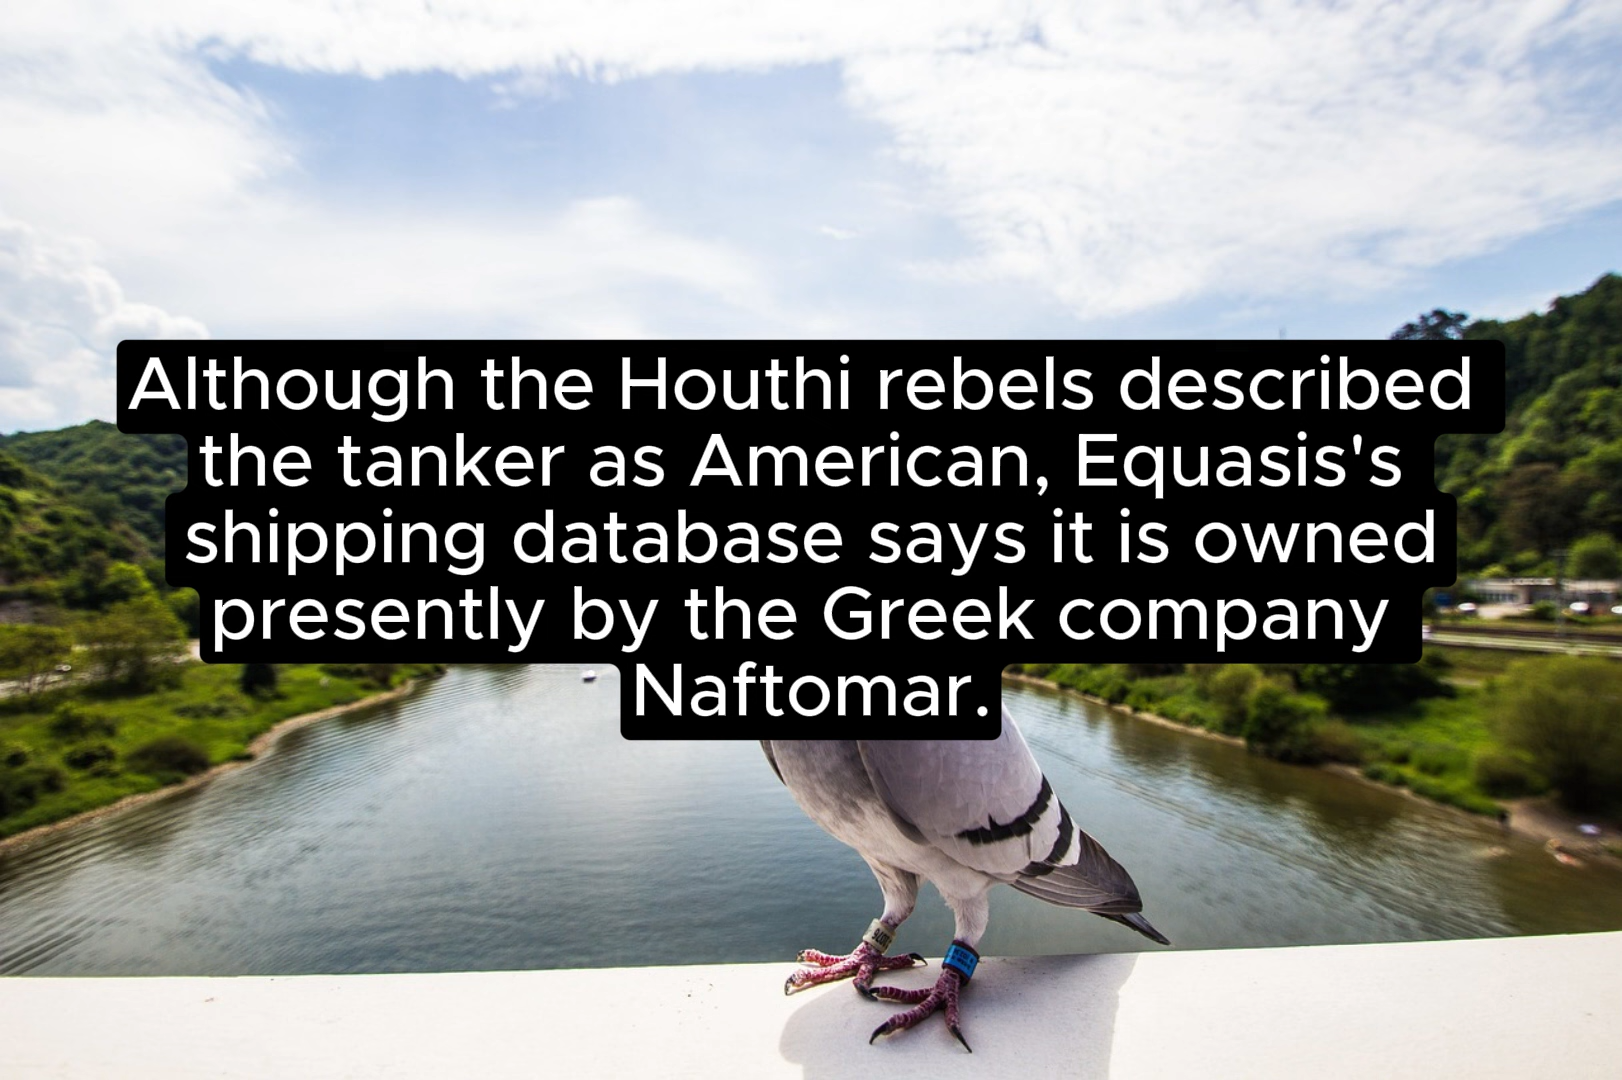 Although the Houthi rebels described
the tanker as American, Equasis's
shipping database says it is owned
presently by the Greek company
Naftomar.